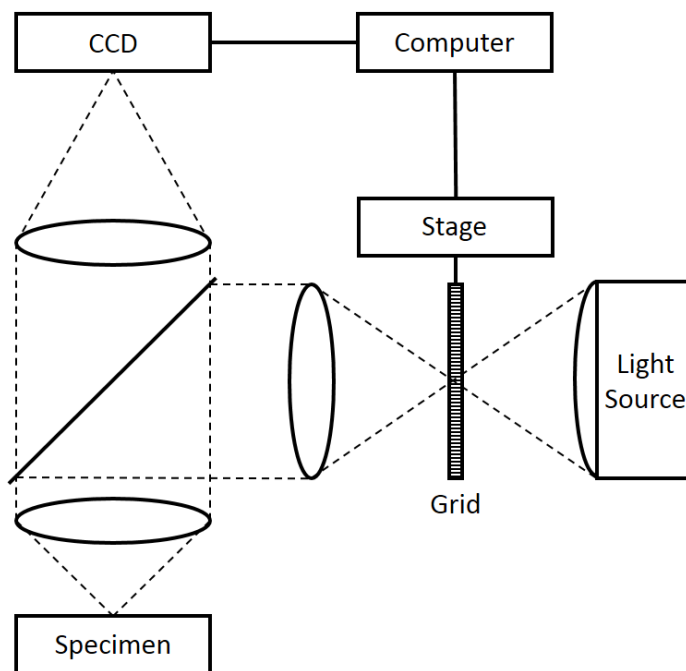 CCD
Computer
Stage
Light
Source
Grid
Specimen